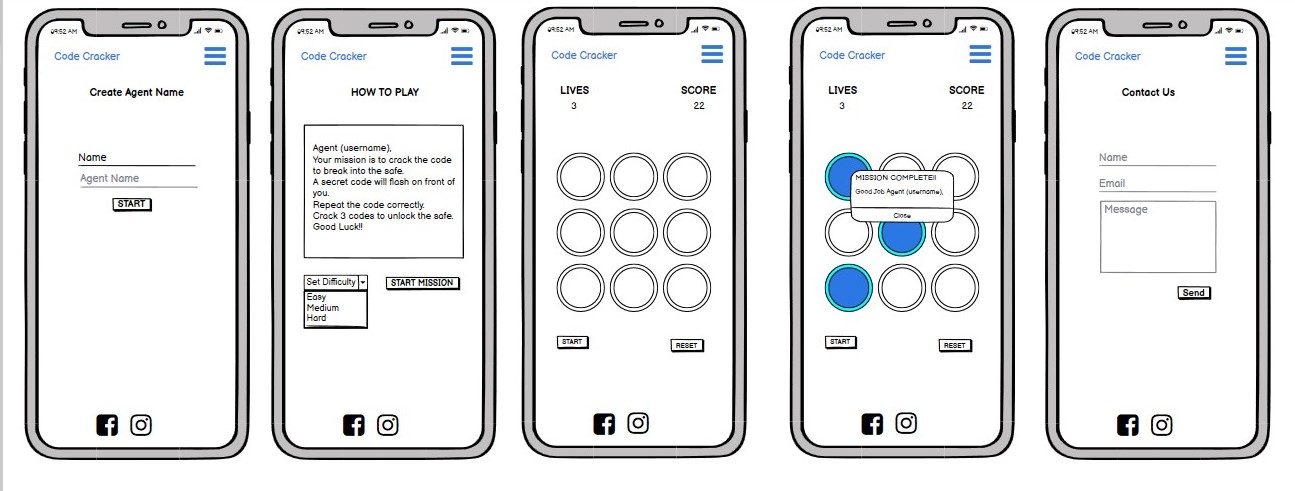 09:52 AM
Code Cracker
Create Agent Name
Name
Agent Name
START
09:52 AM
Code Cracker
HOW TO PLAY
Agent (username),
Your mission is to crack the code
to break into the safe.
A secret code will flash on front of
you.
Repeat the code correctly.
Crack 3 codes to unlock the safe.
Good Luck!!
Set Difficulty
START MISSION
Easy
Medium
Hard
09:52 AM
Code Cracker
LIVES SCORE
3 22
START RESET
09:52 AM
Code Cracker
LIVES SCORE
3 22
MISSION COMPLETE!!
Good Job Agent (username),
Close
START RESET
09:52 AM
Code Cracker
Contact Us
Name
Email
Message
Send